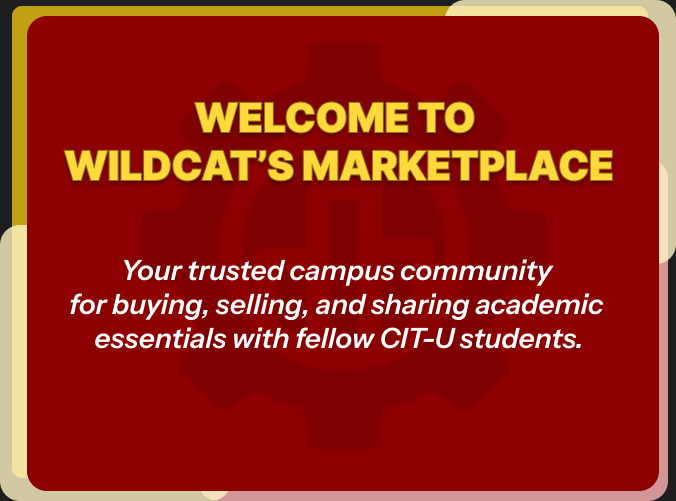 WELCOME TO
WILDCAT’S MARKETPLACE
Your trusted campus community
for buying, selling, and sharing academic
essentials with fellow CIT-U students.